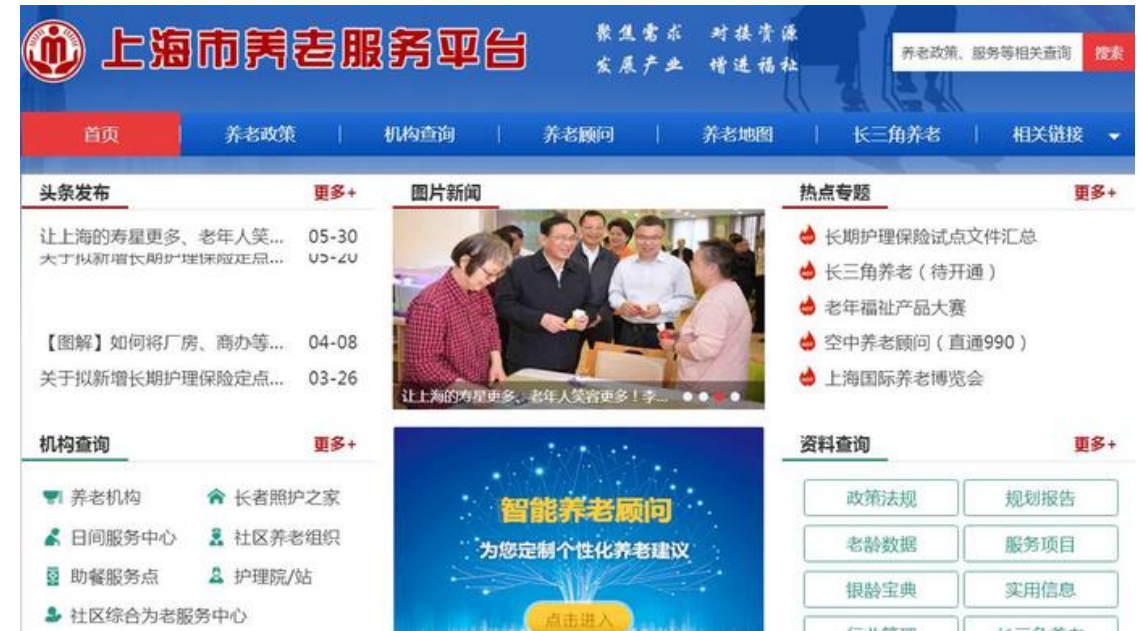 上海市养老服务平台
聚焦需求 对接资源
发展产业 增进福祉
养老政策、服务等相关查询 搜索
首页 养老政策 机构查询 养老顾问 养老地图 长三角养老 相关链接
头条发布 更多+
让上海的寿星更多、老年人笑... 05-30
关于拟新增长期护理保险定点... 05-20
【图解】如何将厂房、商办等... 04-08
关于拟新增长期护理保险定点... 03-26
图片新闻
让上海的寿星更多、老年人笑容更多！李...
热点专题 更多+
长期护理保险试点文件汇总
长三角养老（待开通）
老年福祉产品大赛
空中养老顾问（直通990）
上海国际养老博览会
机构查询 更多+
养老机构 长者照护之家
日间服务中心 社区养老组织
助餐服务点 护理院/站
社区综合为老服务中心
智能养老顾问
为您定制个性化养老建议
点击进入
资料查询 更多+
政策法规 规划报告
老龄数据 服务项目
银龄宝典 实用信息